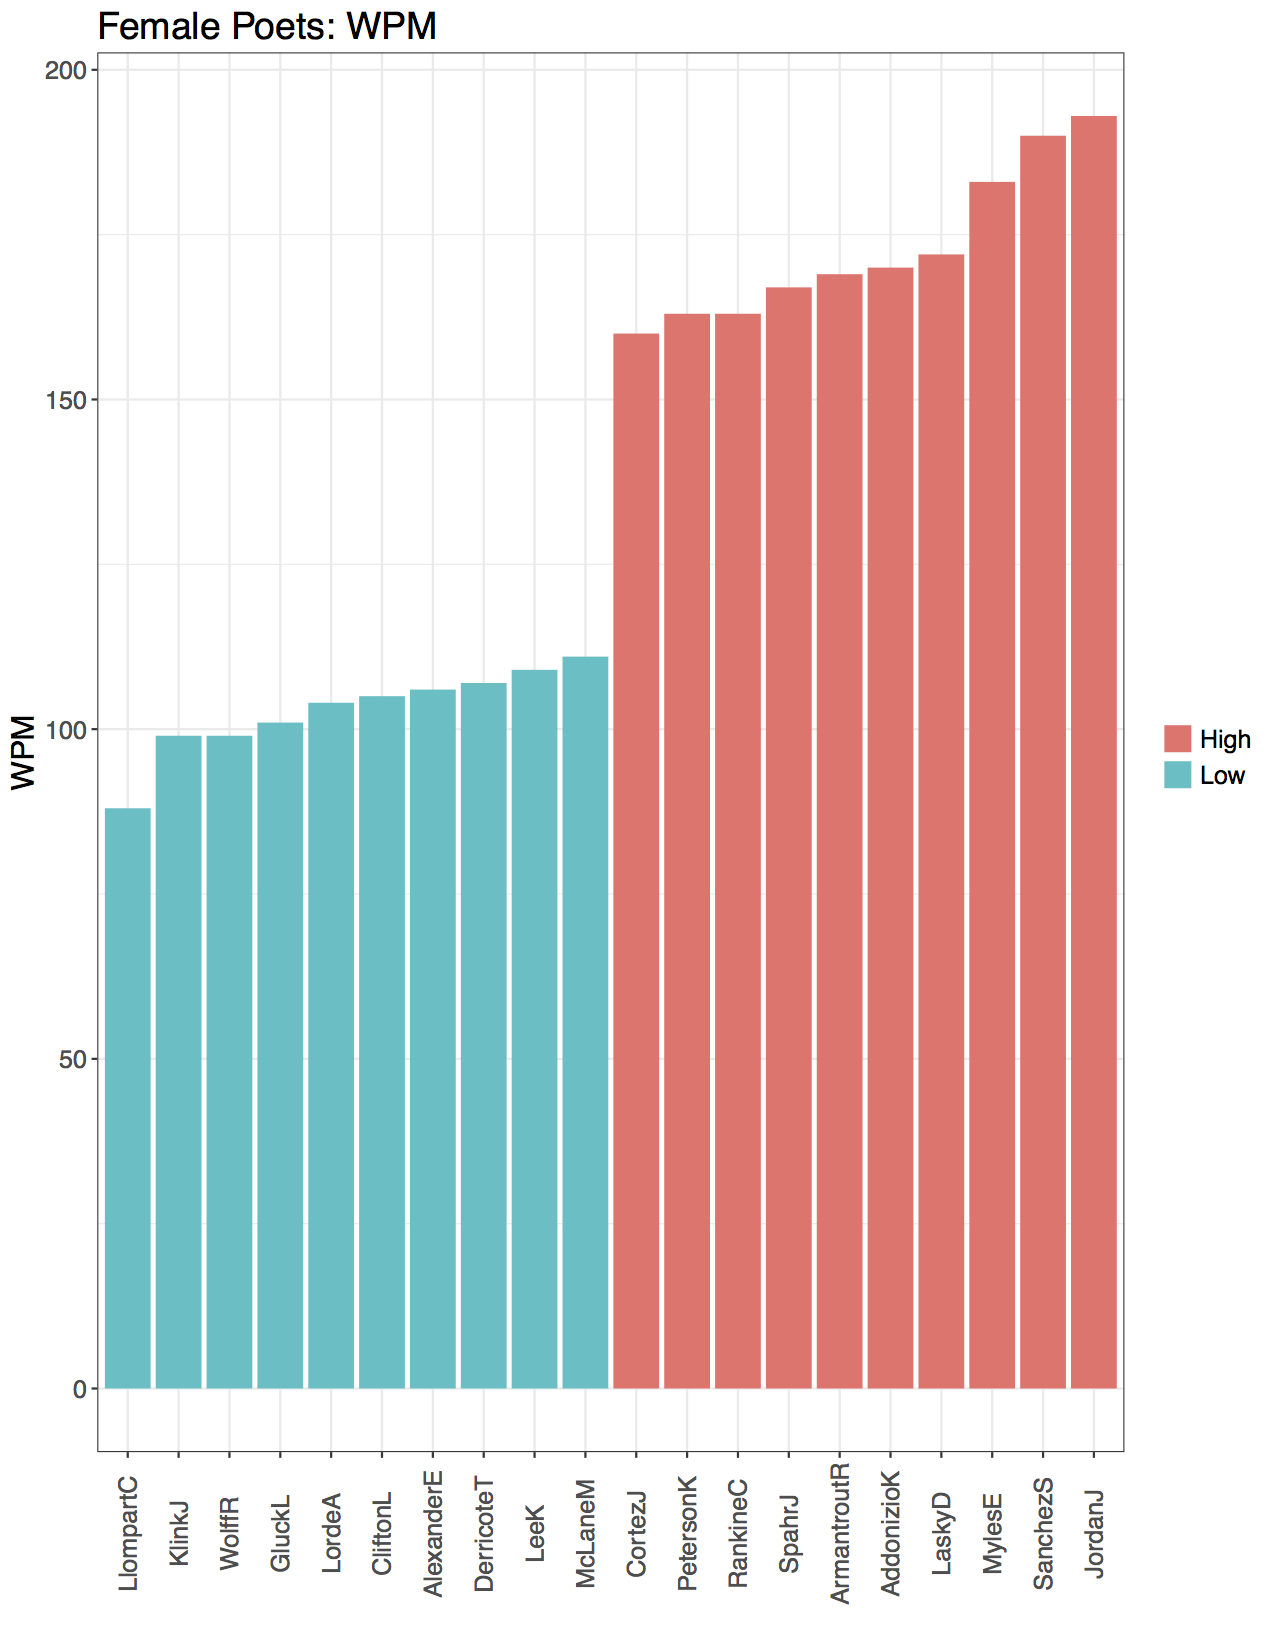 Female Poets: WPM
200
150
100
50
0
WPM
High
Low
LlompartC
KlinkJ
WolffR
GluckL
LordeA
CliftonL
AlexanderE
DerricoteT
LeeK
McLaneM
CortezJ
PetersonK
RankineC
SpahrJ
ArmantroutR
AddonizioK
LaskyD
MylesE
SanchezS
JordanJ